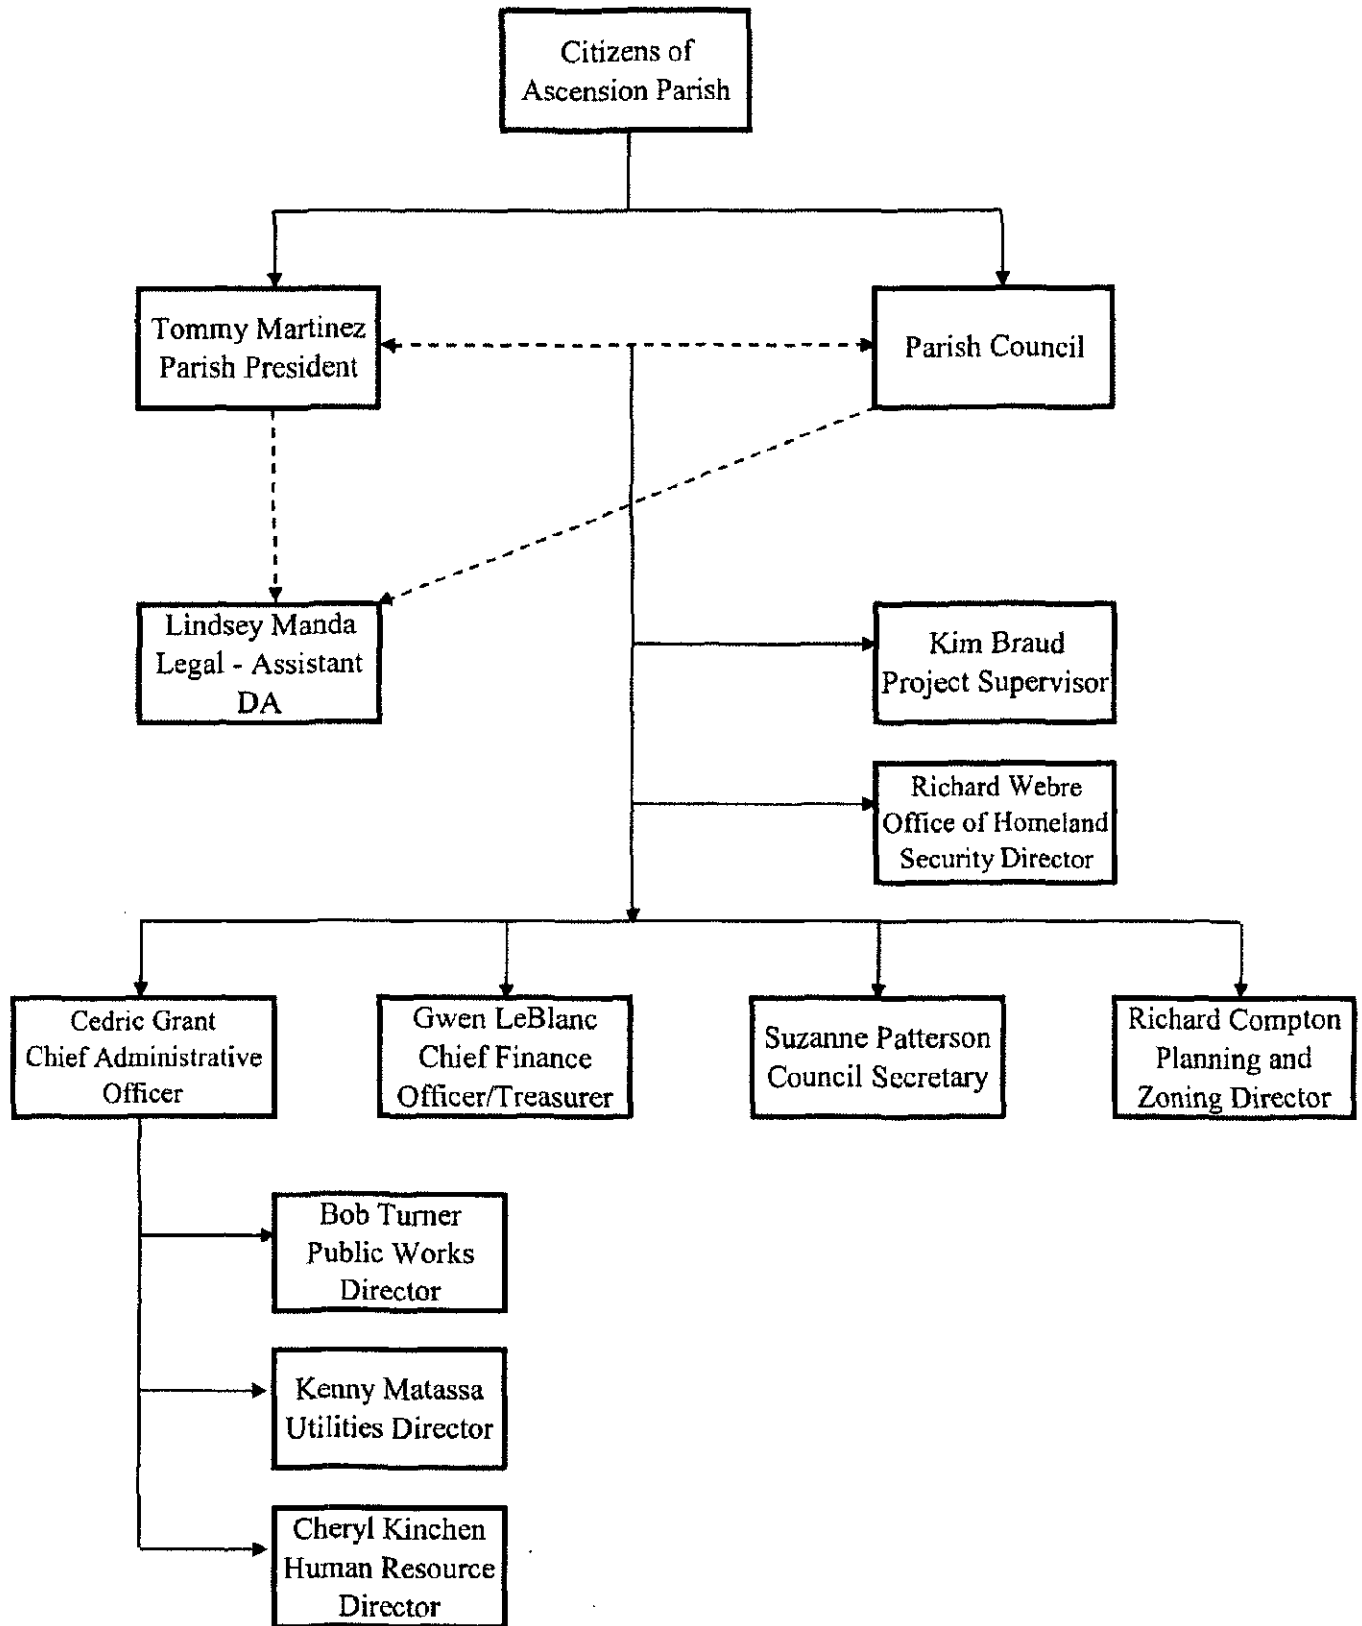 Citizens of
Ascension Parish
Tommy Martinez
Parish President
Parish Council
Lindsey Manda
Legal - Assistant
DA
Kim Braud
Project Supervisor
Richard Webre
Office of Homeland
Security Director
Cedric Grant
Chief Administrative
Officer
Gwen LeBlanc
Chief Finance
Officer/Treasurer
Suzanne Patterson
Council Secretary
Richard Compton
Planning and
Zoning Director
Bob Turner
Public Works
Director
Kenny Matassa
Utilities Director
Cheryl Kinchen
Human Resource
Director